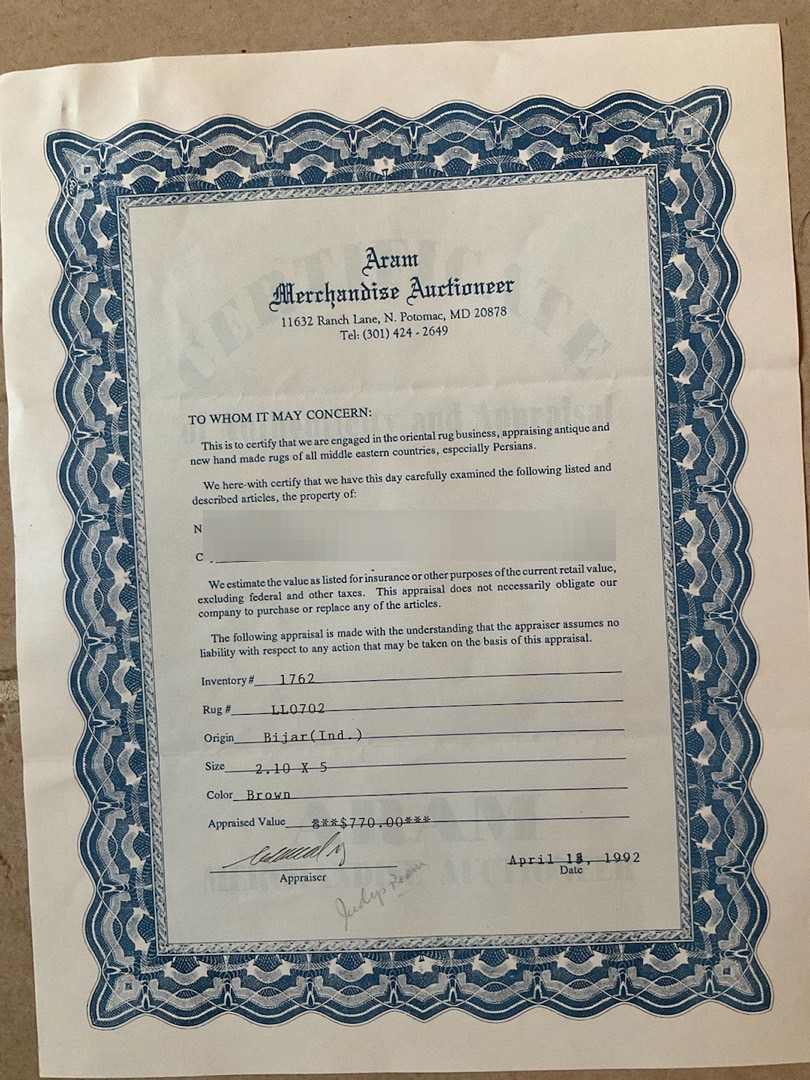 Aram
Merchandise Auctioneer
11632 Ranch Lane, N. Potomac, MD 20878
Tel: (301) 424 - 2649
TO WHOM IT MAY CONCERN:
This is to certify that we are engaged in the oriental rug business, appraising antique and
new hand made rugs of all middle eastern countries, especially Persians.
We here-with certify that we have this day carefully examined the following listed and
described articles, the property of:
N
C
We estimate the value as listed for insurance or other purposes of the current retail value,
excluding federal and other taxes. This appraisal does not necessarily obligate our
company to purchase or replace any of the articles.
The following appraisal is made with the understanding that the appraiser assumes no
liability with respect to any action that may be taken on the basis of this appraisal.
Inventory# 1762
Rug # LL0702
Origin Bijar(Ind.)
Size 2.10 X 5
Color Brown
Appraised Value ***$770.00***
April , 1992
Appraiser Date
Judy's Room
CERTIFICATE
and Appraisal
ARAM
MERCHANDISE AUCTIONEER